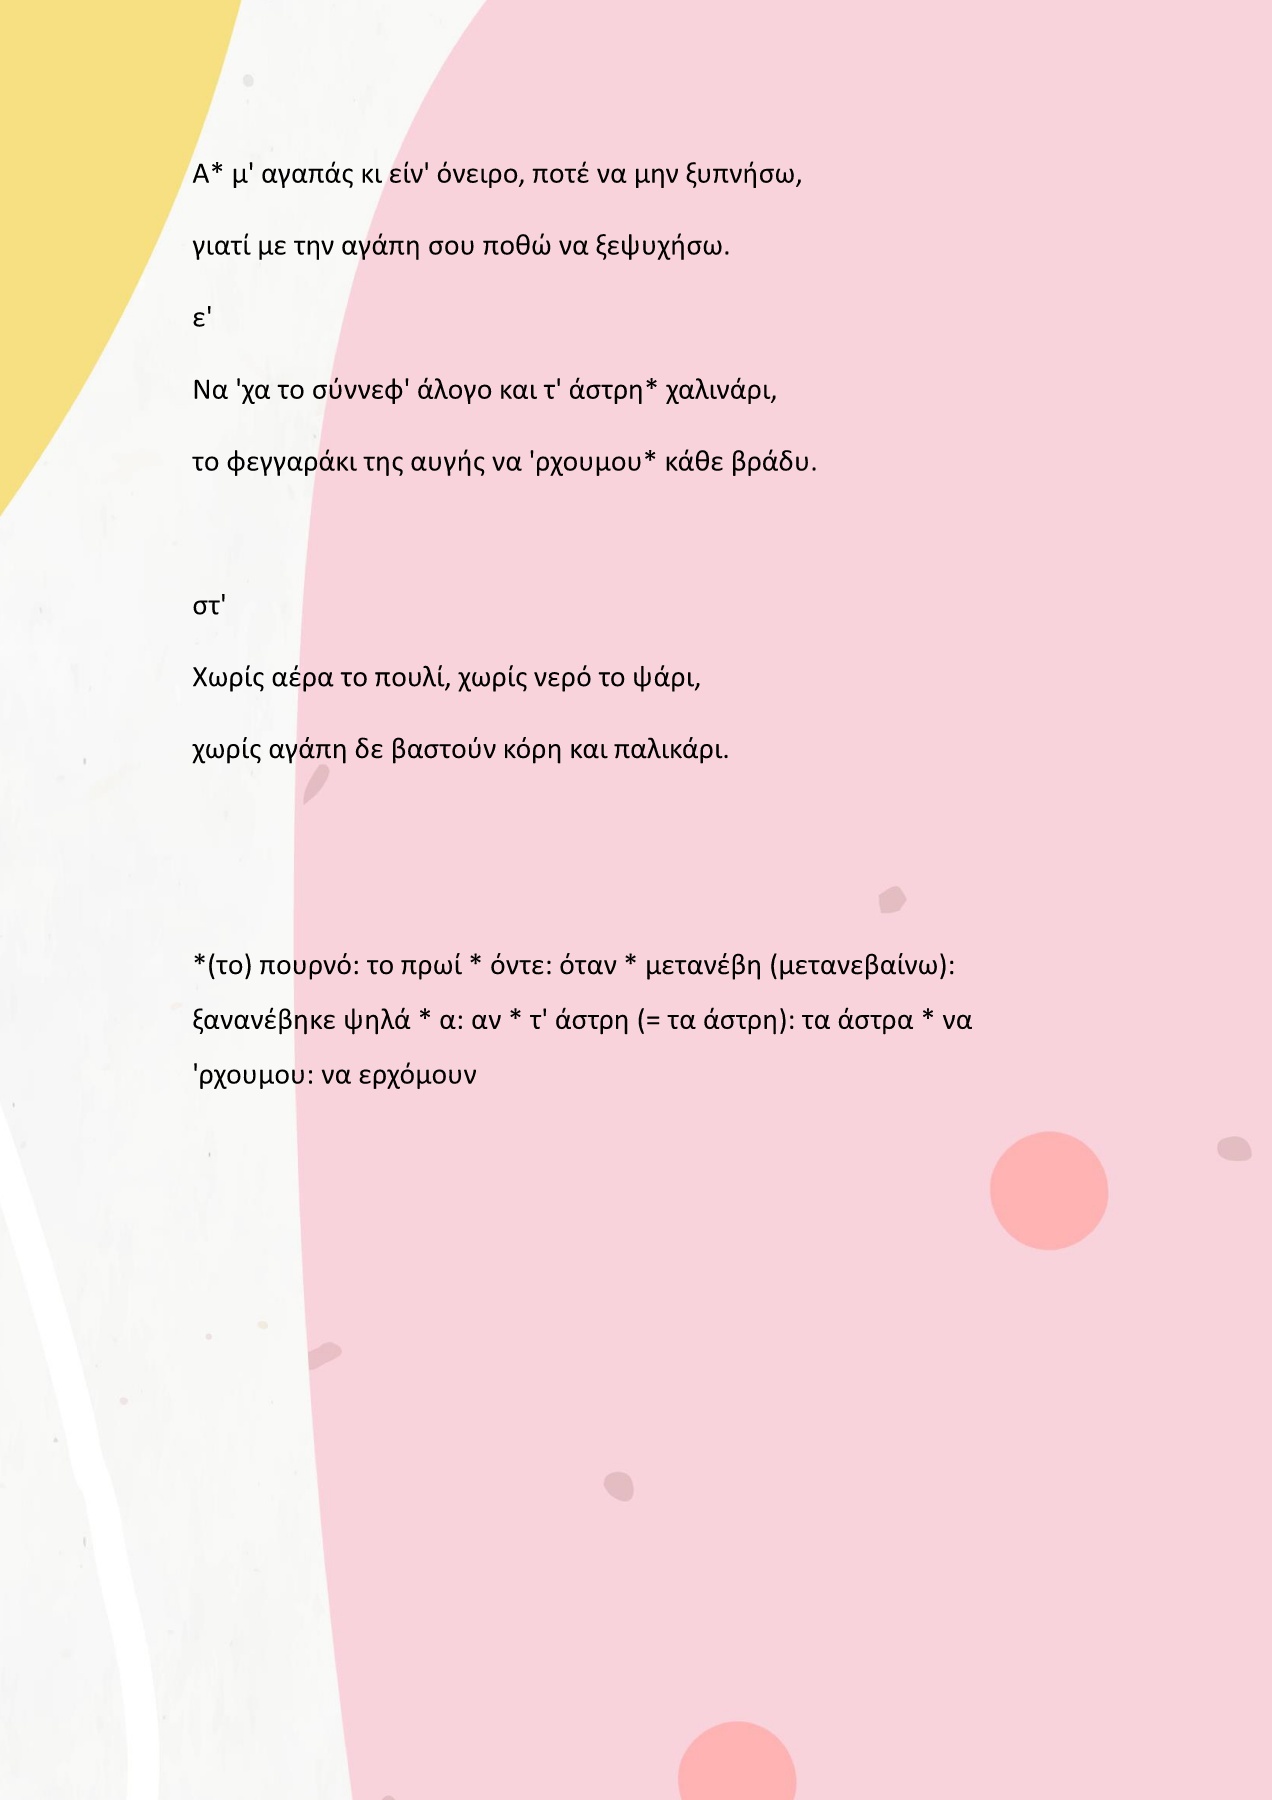 Α* μ' αγαπάς κι είν' όνειρο, ποτέ να μην ξυπνήσω,
γιατί με την αγάπη σου ποθώ να ξεψυχήσω.
ε'
Να 'χα το σύννεφ' άλογο και τ' άστρη* χαλινάρι,
το φεγγαράκι της αυγής να 'ρχουμου* κάθε βράδυ.
στ'
Χωρίς αέρα το πουλί, χωρίς νερό το ψάρι,
χωρίς αγάπη δε βαστούν κόρη και παλικάρι.
*(το) πουρνό: το πρωί * όντε: όταν * μετανέβη (μετανεβαίνω):
ξανανέβηκε ψηλά * α: αν * τ' άστρη (= τα άστρη): τα άστρα * να
'ρχουμου: να ερχόμουν